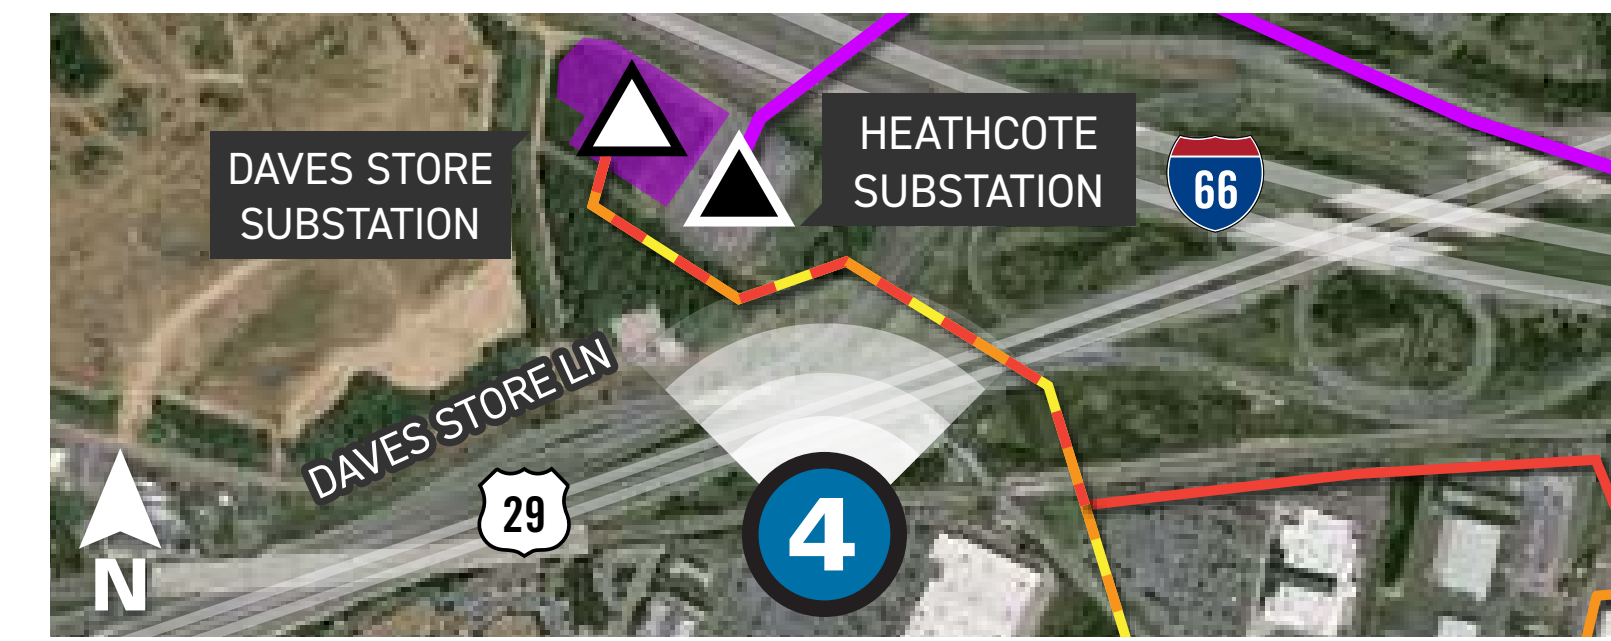 DAVES STORE
SUBSTATION
HEATHCOTE
SUBSTATION
66
DAVES STORE LN
29
4
N